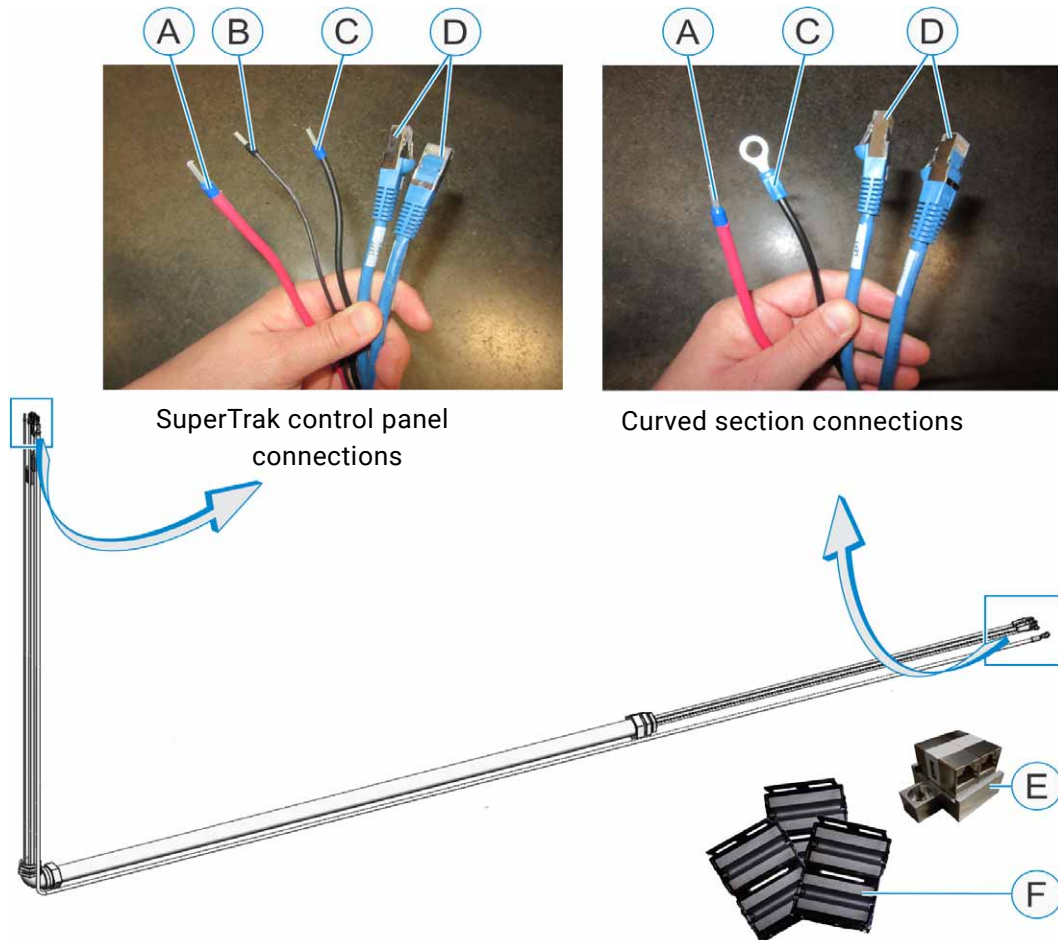 A B C D
A C D
SuperTrak control panel
connections
Curved section connections
E
F